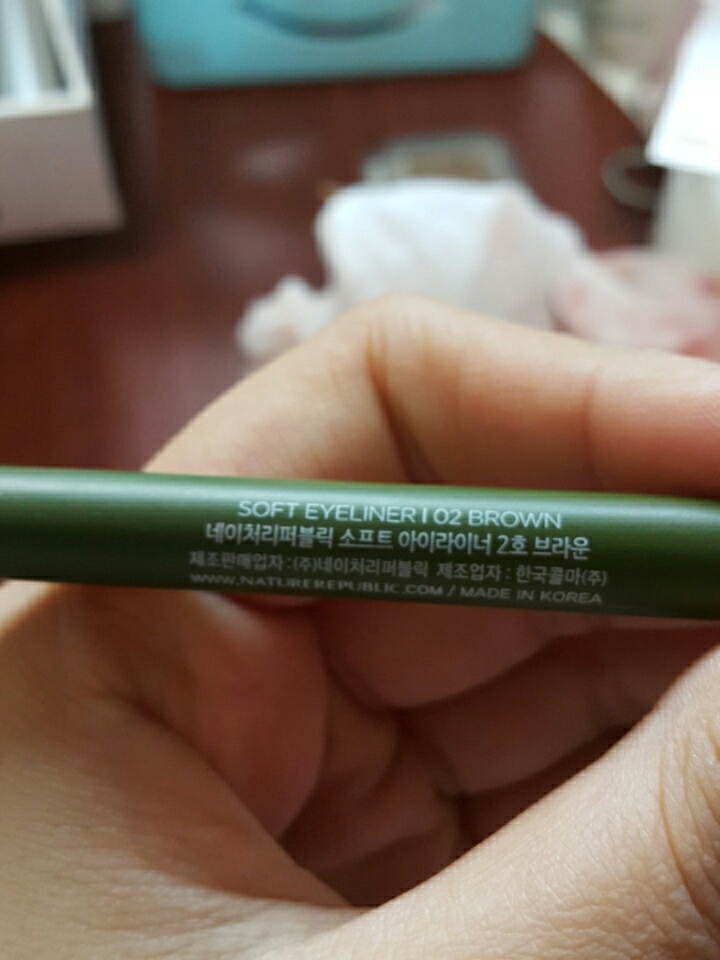 SOFT EYELINER | 02 BROWN
네이처리퍼블릭 소프트 아이라이너 2호 브라운
제조판매업자 : (주)네이처리퍼블릭 제조업자 : 한국콜마(주)
WWW.NATUREREPUBLIC.COM / MADE IN KOREA